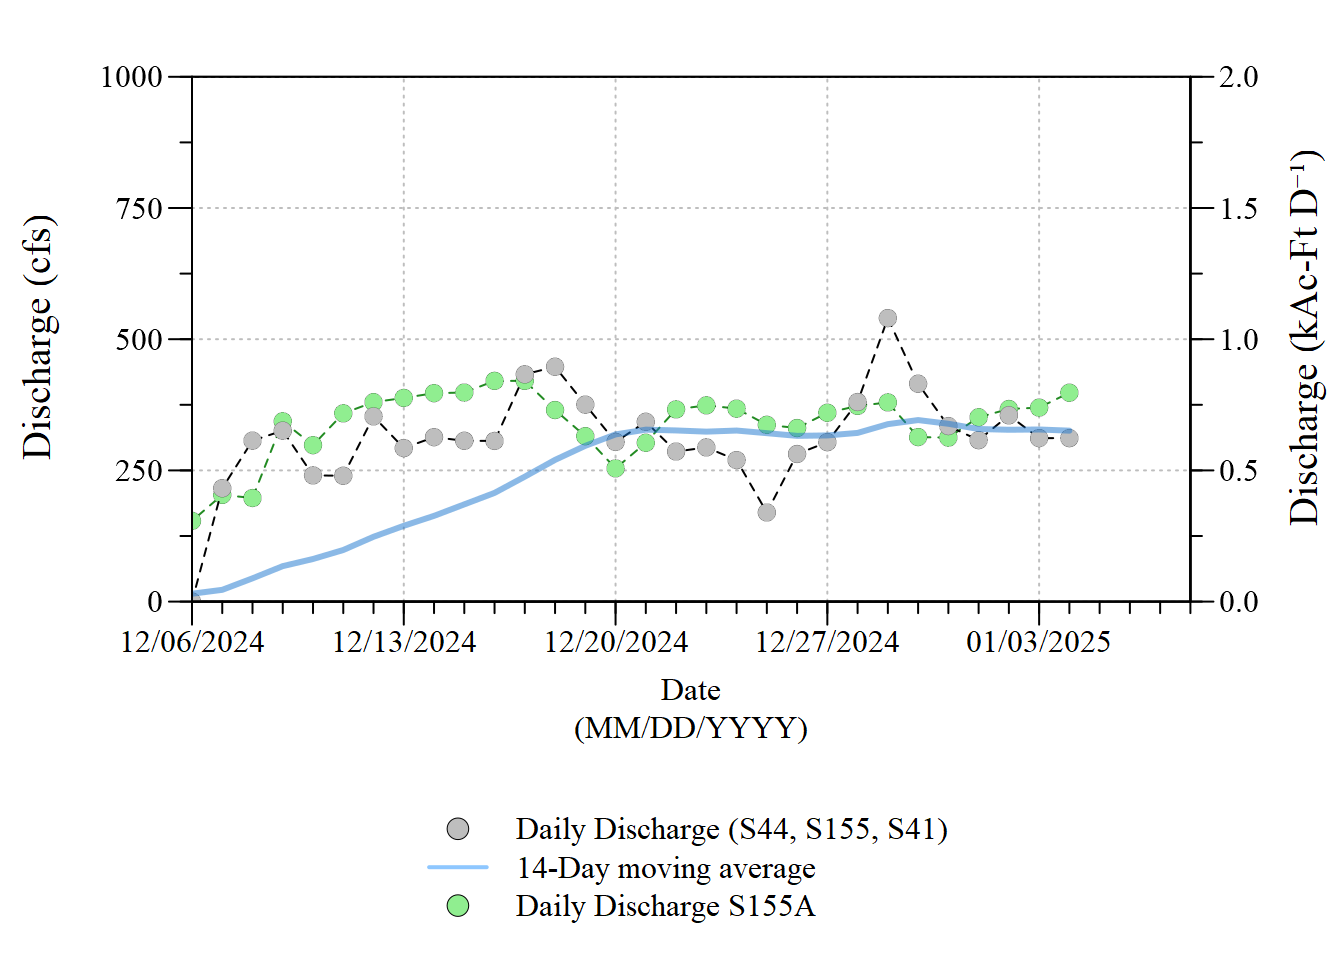 1000
750
500
250
0
Discharge (cfs)
2.0
1.5
1.0
0.5
0.0
Discharge (kAc-Ft D⁻¹)
12/06/2024 12/13/2024 12/20/2024 12/27/2024 01/03/2025
Date
(MM/DD/YYYY)
Daily Discharge (S44, S155, S41)
14-Day moving average
Daily Discharge S155A